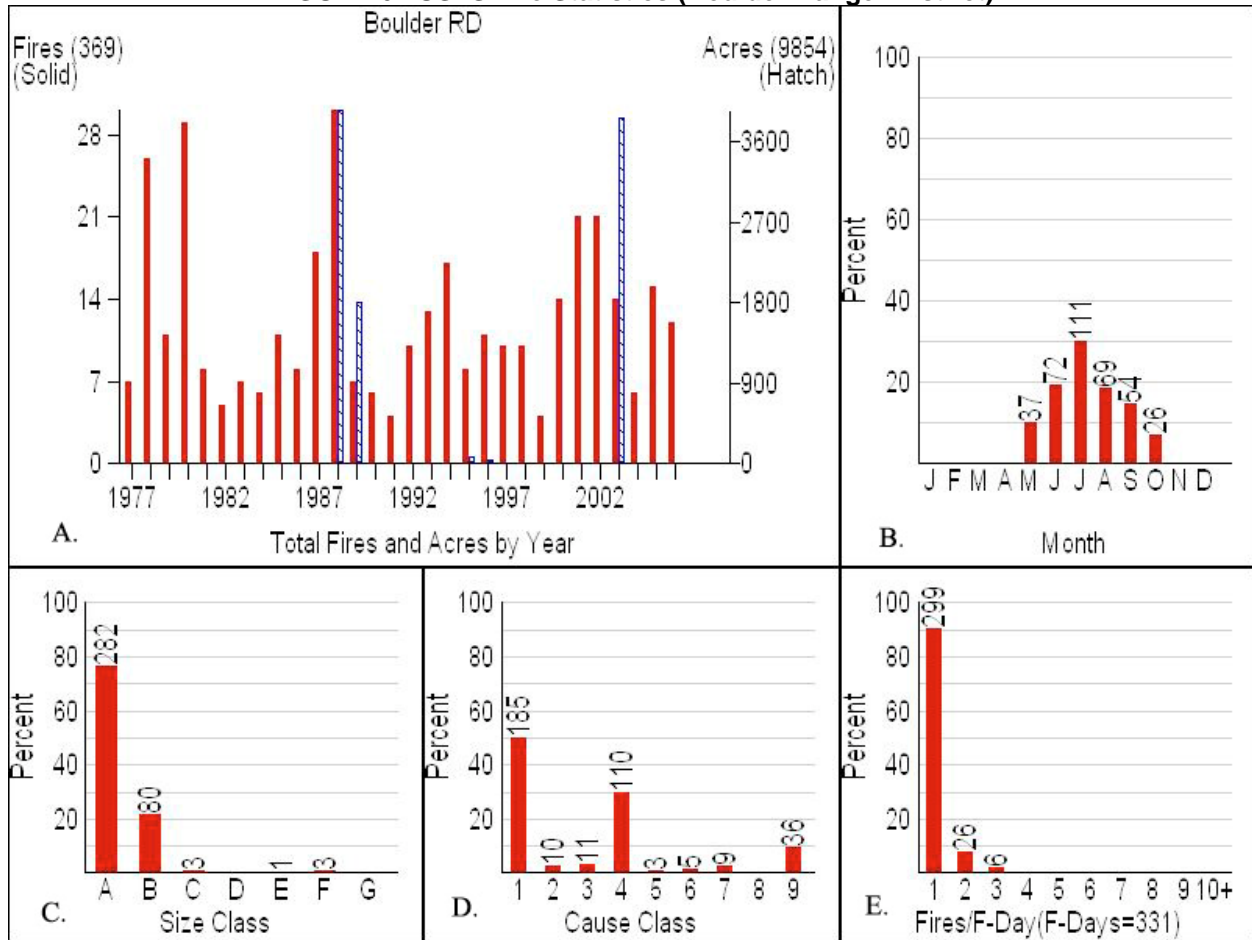 Boulder RD
Fires (369)
(Solid)
Acres (9854)
(Hatch)
28
21
14
7
0
3600
2700
1800
900
0
1977 1982 1987 1992 1997 2002
A.
Total Fires and Acres by Year
100
80
60
40
20
Percent
37 72 111 69 54 26
J F M A M J J A S O N D
B.
Month
100
80
60
40
20
Percent
282 80 3 1 3
A B C D E F G
C.
Size Class
100
80
60
40
20
Percent
185 10 11 110 3 5 9 36
1 2 3 4 5 6 7 8 9
D.
Cause Class
100
80
60
40
20
Percent
299 26 6
1 2 3 4 5 6 7 8 9 10+
E.
Fires/F-Day(F-Days=331)